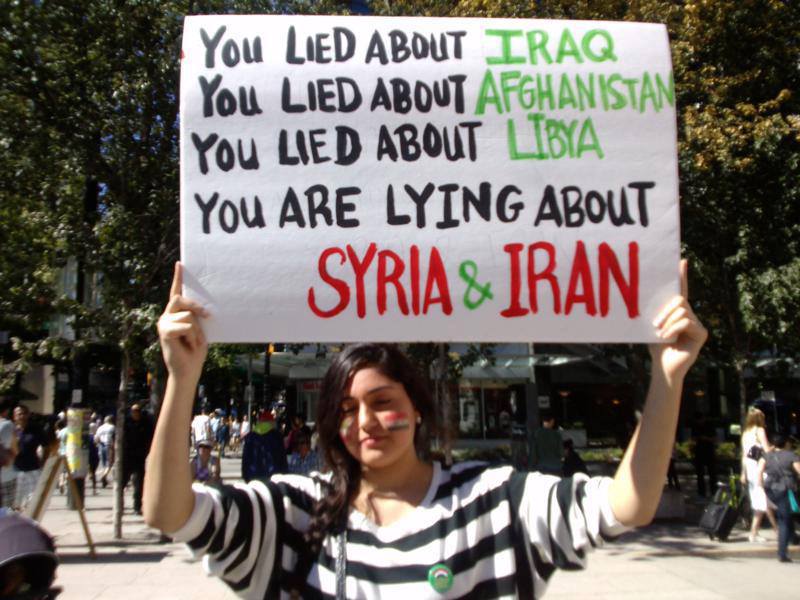 YOU LIED ABOUT IRAQ
YOU LIED ABOUT AFGHANISTAN
YOU LIED ABOUT LIBYA
YOU ARE LYING ABOUT
SYRIA & IRAN